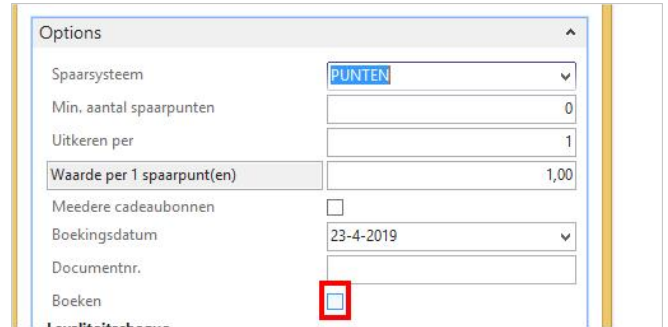 Options
Spaarsysteem PUNTEN
Min. aantal spaarpunten 0
Uitkeren per 1
Waarde per 1 spaarpunt(en) 1,00
Meedere cadeaubonnen
Boekingsdatum 23-4-2019
Documentnr.
Boeken